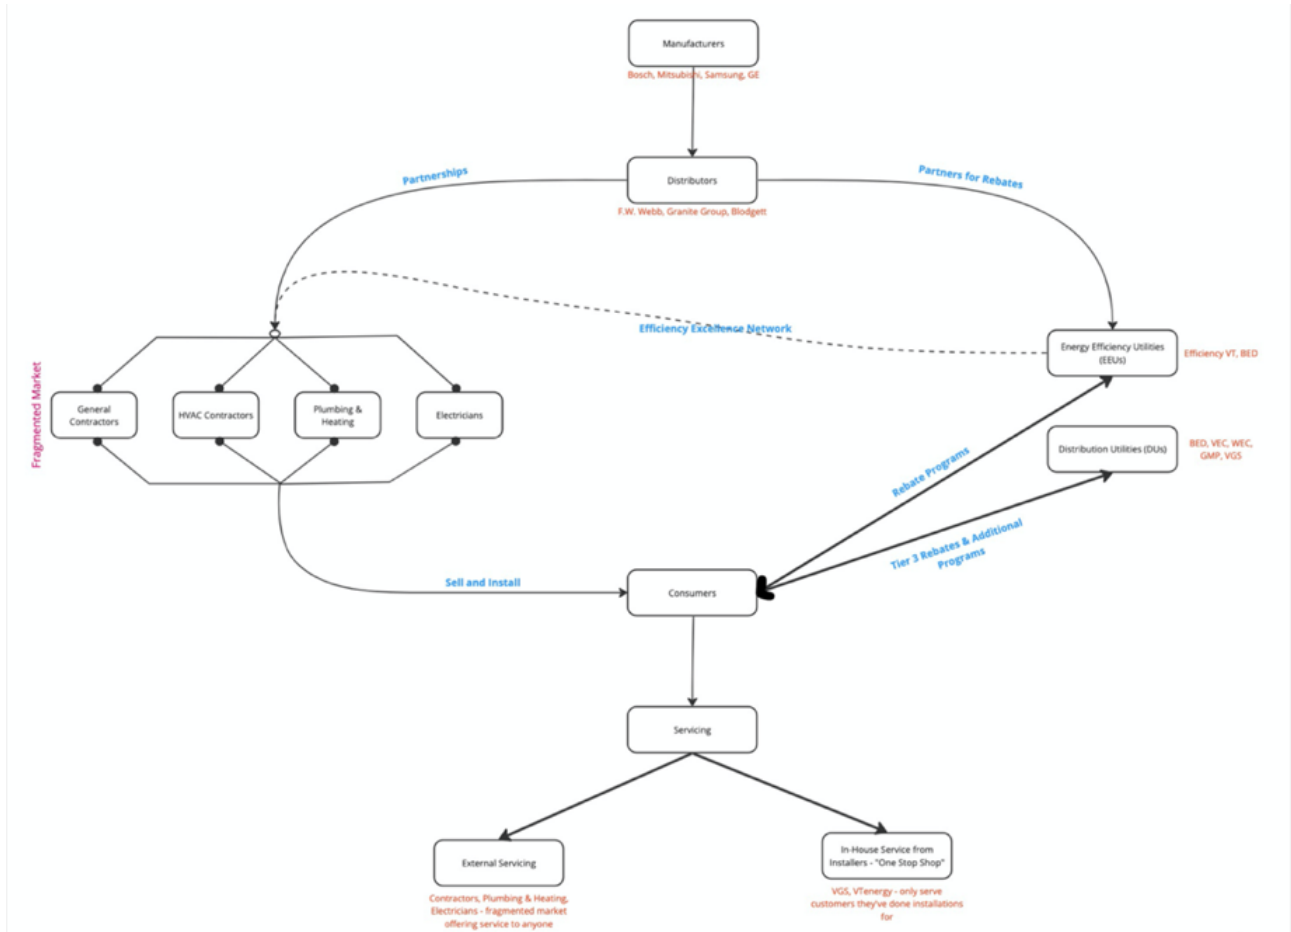 Manufacturers
Bosch, Mitsubishi, Samsung, GE
Partnerships
Distributors
Partners for Rebates
F.W. Webb, Granite Group, Blodgett
Efficiency Excellence Network
Energy Efficiency Utilities
(EEUs)
Efficiency VT, BED
Fragmented Market
General
Contractors
HVAC Contractors
Plumbing &
Heating
Electricians
Distribution Utilities (DUs)
BED, VEC, WEC,
GMP, VGS
Rebate Programs
Tier 3 Rebates & Additional
Programs
Sell and Install
Consumers
Servicing
External Servicing
Contractors, Plumbing & Heating,
Electricians - fragmented market
offering service to anyone
In-House Service from
Installers - "One Stop Shop"
VGS, VTenergy - only serve
customers they've done installations
for